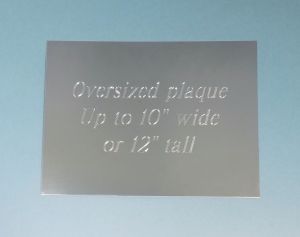 Oversized plaque
Up to 10" wide
or 12" tall